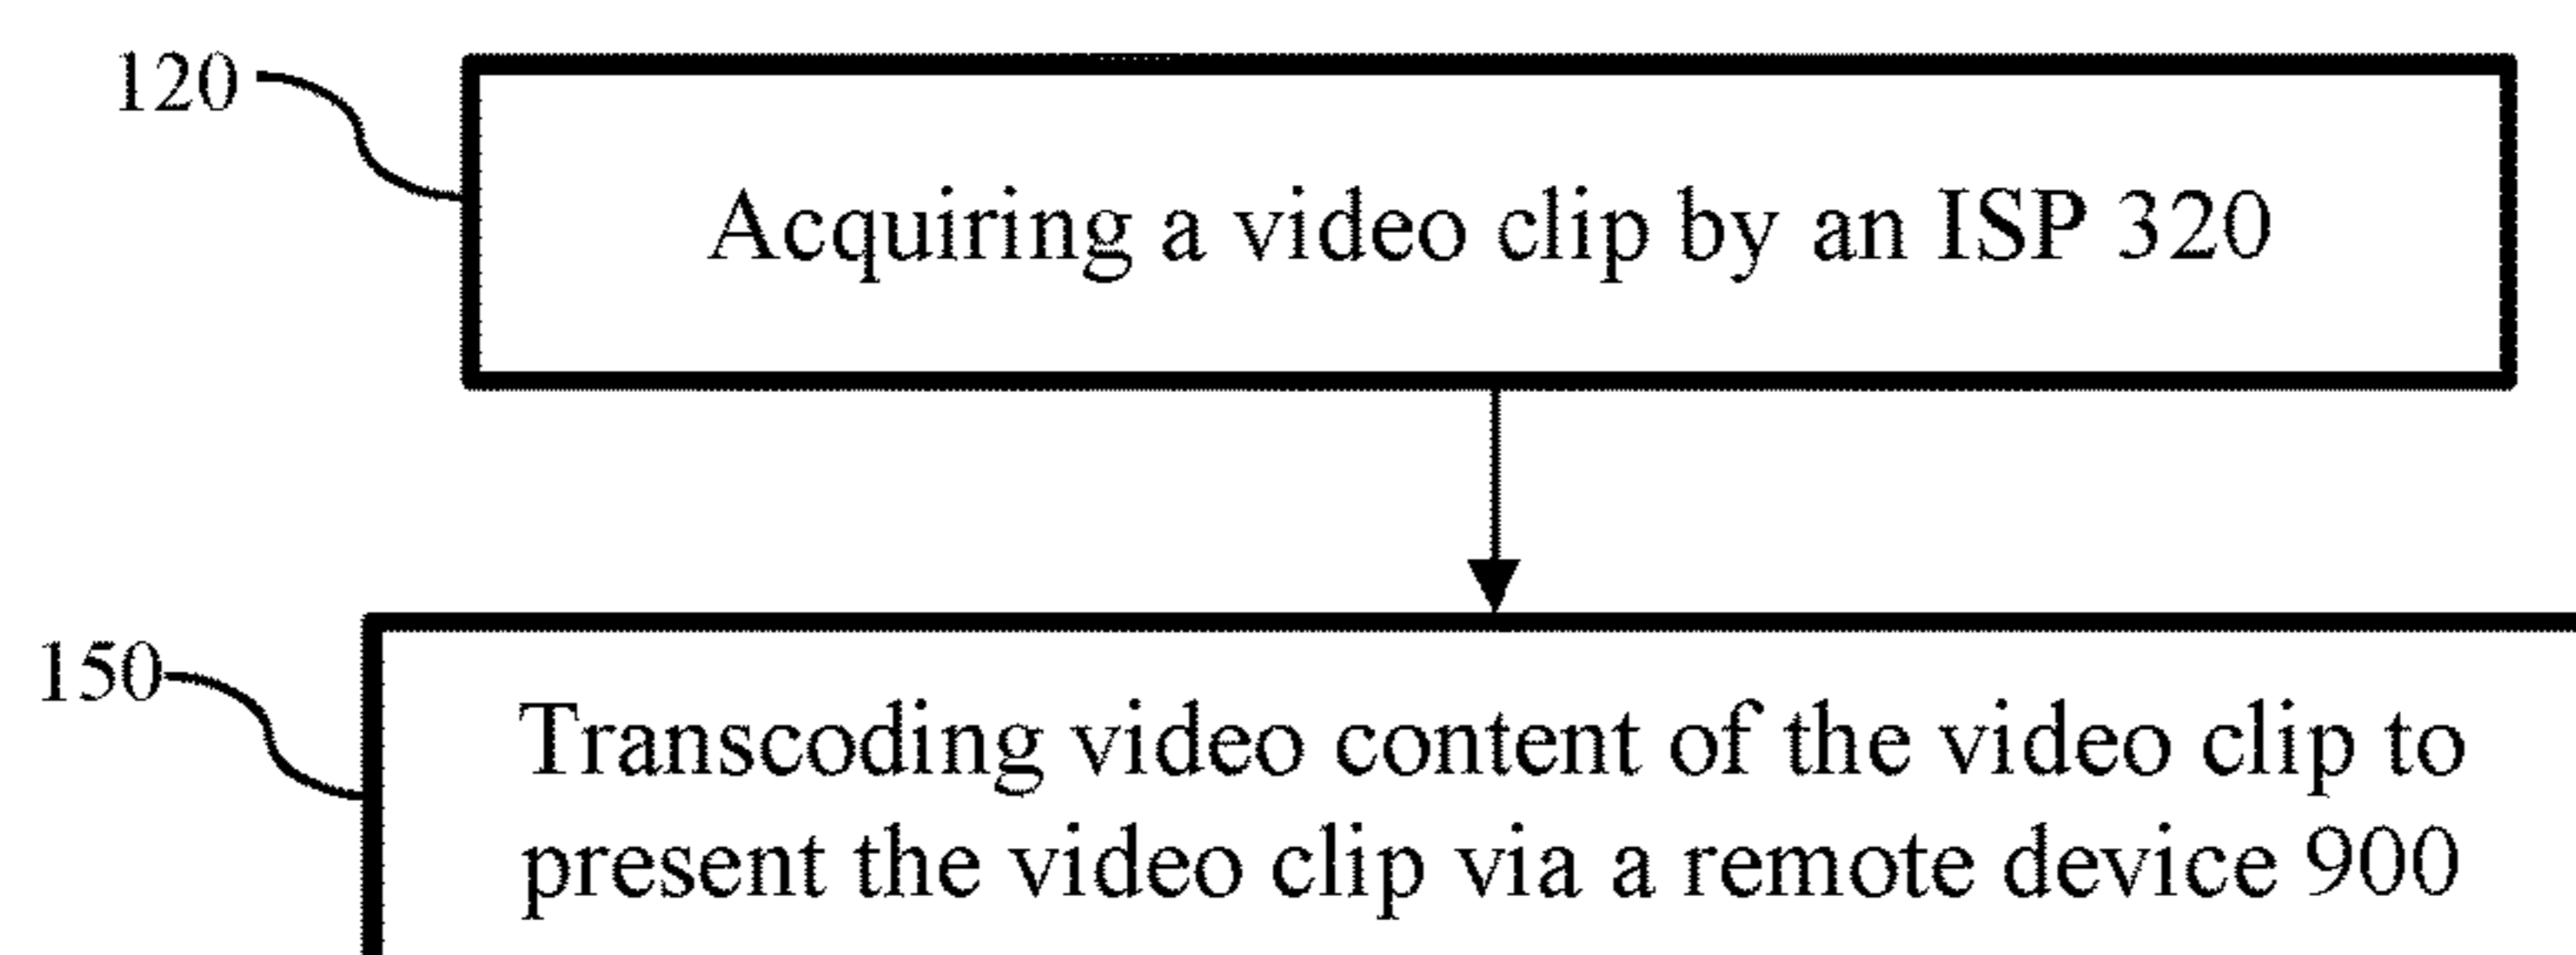 120
Acquiring a video clip by an ISP 320
150
Transcoding video content of the video clip to
present the video clip via a remote device 900